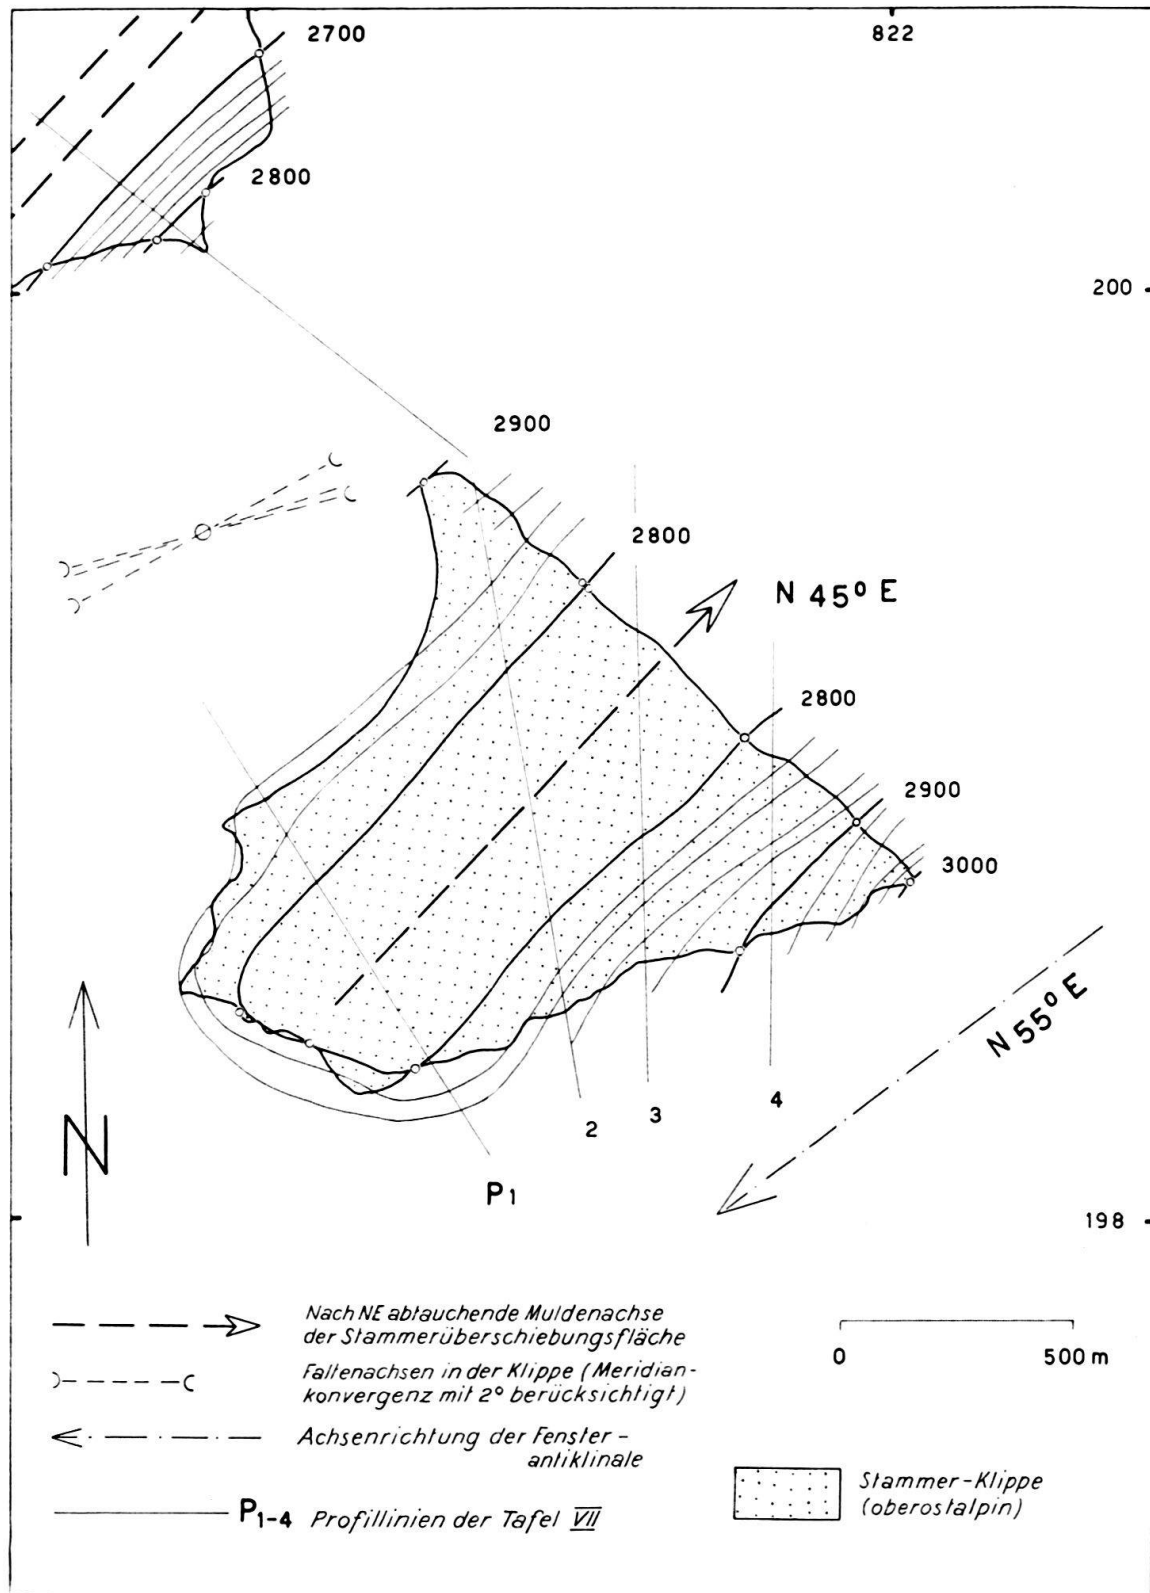 2700
822
2800
200
2900
2800
N 45° E
2800
2900
3000
N 55° E
2
3
4
P1
N
198
Nach NE abtauchende Muldenachse
der Stammerüberschiebungsfläche
Faltenachsen in der Klippe (Meridian-
konvergenz mit 2° berücksichtigt)
Achsenrichtung der Fenster-
antiklinale
P1-4 Profillinien der Tafel VII
0 500 m
Stammer-Klippe
(oberostalpin)